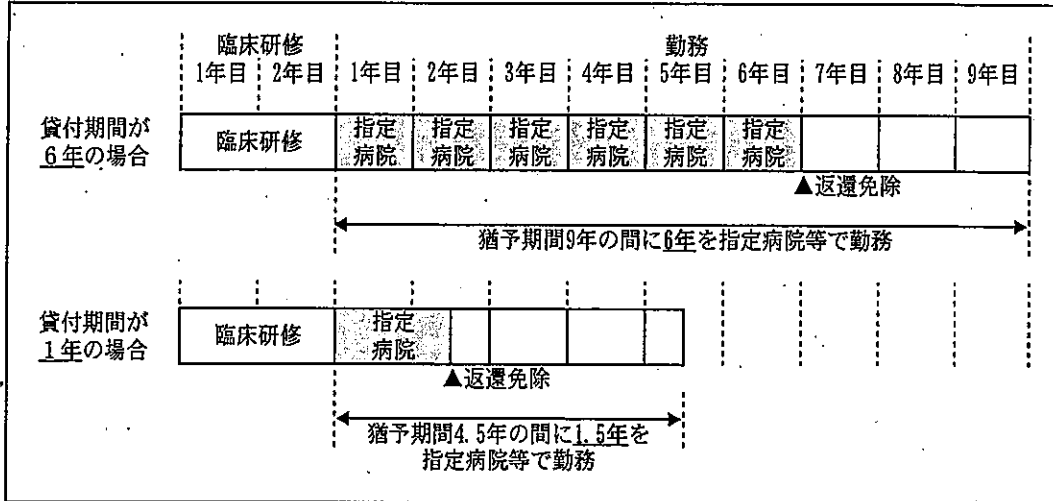 臨床研修 勤務
1年目 2年目 1年目 2年目 3年目 4年目 5年目 6年目 7年目 8年目 9年目
貸付期間が
6年の場合
臨床研修
指定 指定 指定 指定 指定 指定
病院 病院 病院 病院 病院 病院
▲返還免除
猶予期間9年の間に6年を指定病院等で勤務
貸付期間が
1年の場合
臨床研修
指定
病院
▲返還免除
猶予期間4.5年の間に1.5年を
指定病院等で勤務